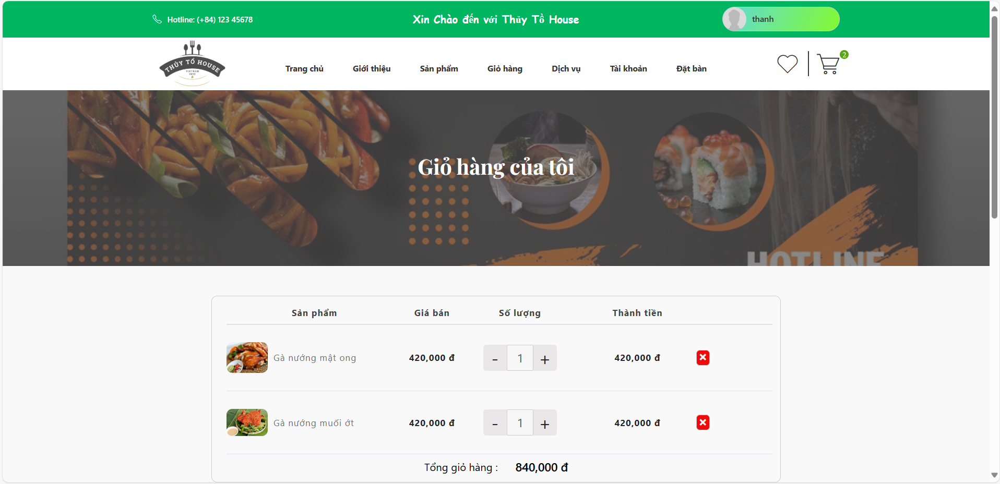 Hotline: (+84) 123 45678
Xin Chào đến với Thủy Tổ House
thanh
THỦY TỔ HOUSE
VIETNAM
Trang chủ
Giới thiệu
Sản phẩm
Giỏ hàng
Dịch vụ
Tài khoản
Đặt bàn
2
Giỏ hàng của tôi
HOTLINE
Sản phẩm Giá bán Số lượng Thành tiền
Gà nướng mật ong 420,000 đ - 1 + 420,000 đ
Gà nướng muối ớt 420,000 đ - 1 + 420,000 đ
Tổng giỏ hàng : 840,000 đ